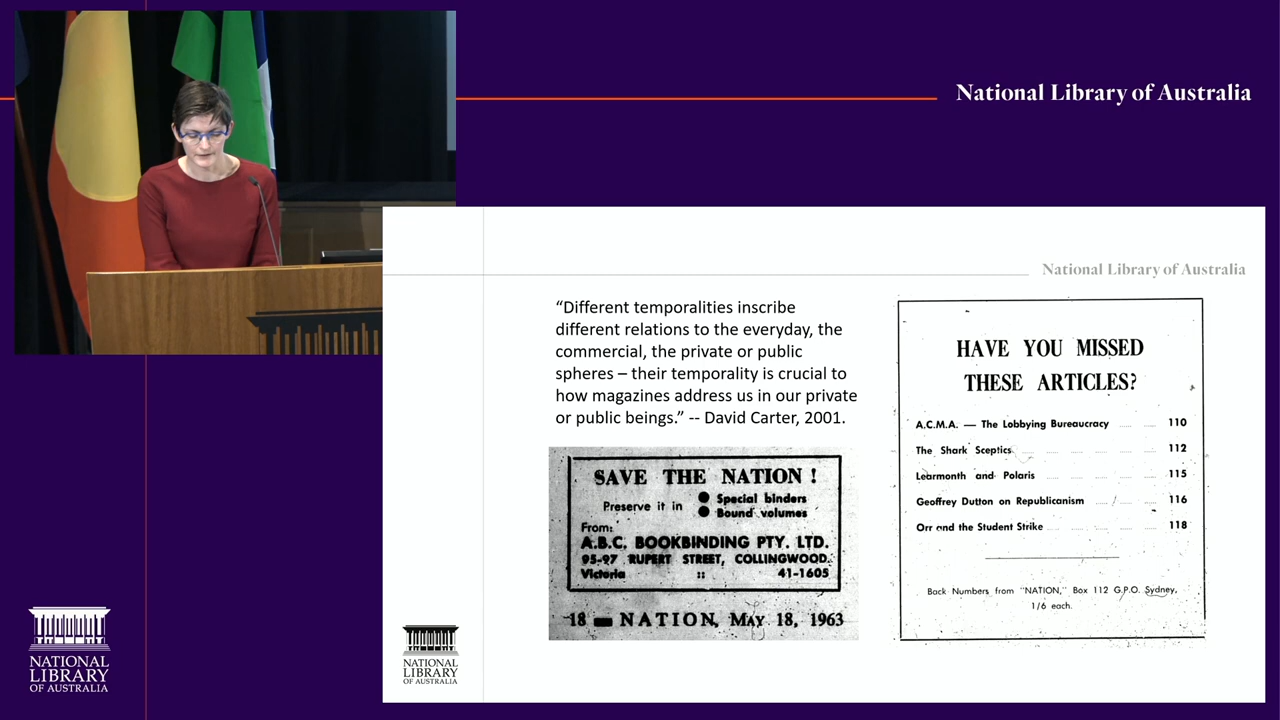 National Library of Australia
National Library of Australia
“Different temporalities inscribe
different relations to the everyday, the
commercial, the private or public
spheres – their temporality is crucial to
how magazines address us in our private
or public beings.” -- David Carter, 2001.
SAVE THE NATION !
Preserve it in
● Special binders
● Bound volumes
From:
A.B.C. BOOKBINDING PTY. LTD.
95-97 RUPERT STREET, COLLINGWOOD.
Victoria :: 41-1605
18 — NATION, MAY 18, 1963
HAVE YOU MISSED
THESE ARTICLES?
A.C.M.A. — The Lobbying Bureaucracy ...... ...... 110
The Shark Sceptics ...... ...... ...... ...... ...... 112
Learmonth and Polaris ...... ...... ...... ...... 115
Geoffrey Dutton on Republicanism ...... ...... 116
Orr and the Student Strike ...... ...... ...... ...... 118
Back Numbers from "NATION," Box 112 G.P.O. Sydney,
1/6 each.
NATIONAL
LIBRARY
OF AUSTRALIA
NATIONAL
LIBRARY
OF AUSTRALIA